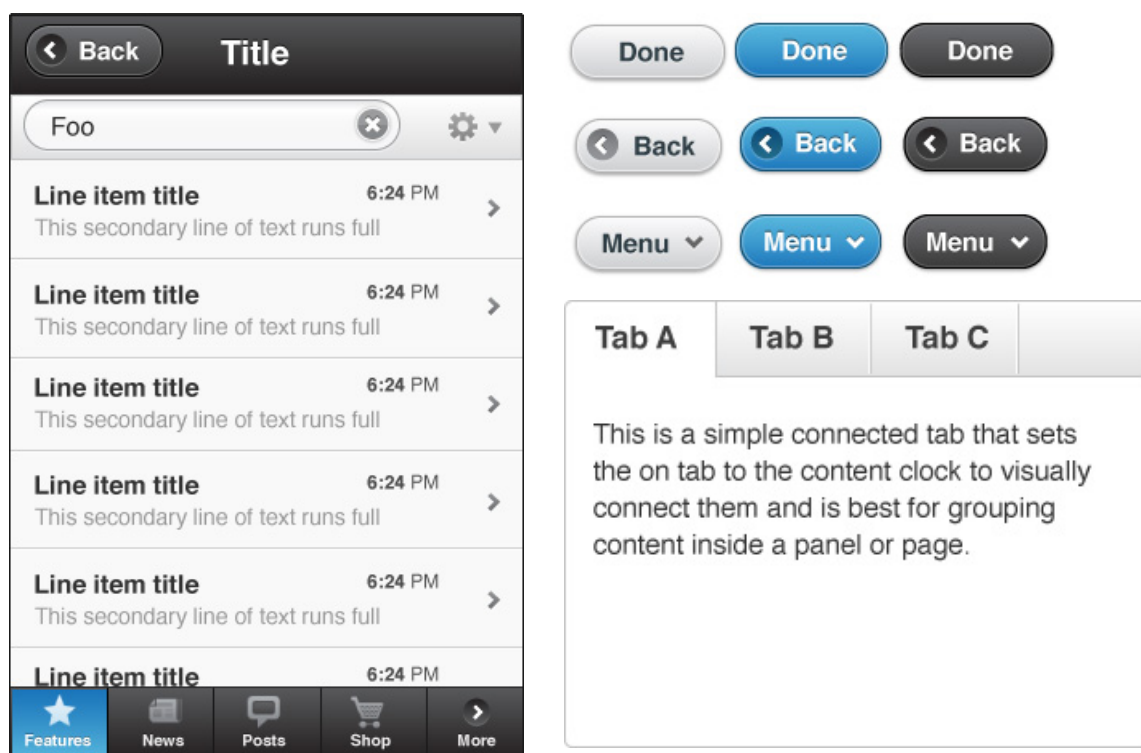 Back Title
Foo
Line item title 6:24 PM
This secondary line of text runs full
Line item title 6:24 PM
This secondary line of text runs full
Line item title 6:24 PM
This secondary line of text runs full
Line item title 6:24 PM
This secondary line of text runs full
Line item title 6:24 PM
This secondary line of text runs full
Line item title 6:24 PM
Features News Posts Shop More
Done Done Done
Back Back Back
Menu Menu Menu
Tab A Tab B Tab C
This is a simple connected tab that sets
the on tab to the content clock to visually
connect them and is best for grouping
content inside a panel or page.